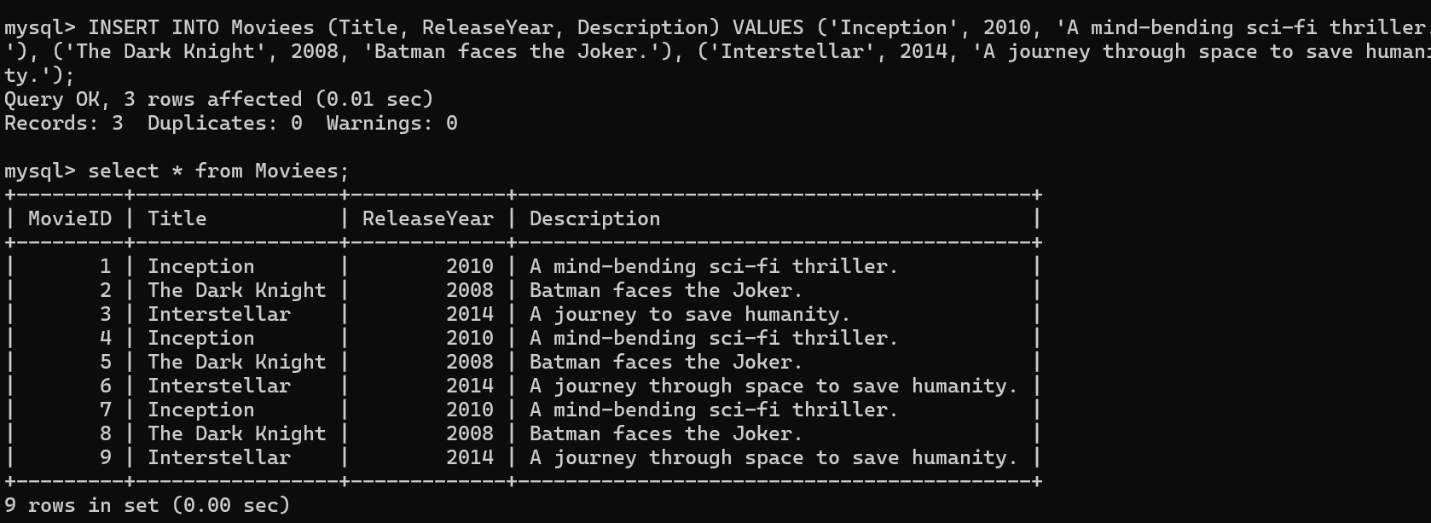 mysql> INSERT INTO Moviees (Title, ReleaseYear, Description) VALUES ('Inception', 2010, 'A mind-bending sci-fi thriller.
'), ('The Dark Knight', 2008, 'Batman faces the Joker.'), ('Interstellar', 2014, 'A journey through space to save humani
ty.');
Query OK, 3 rows affected (0.01 sec)
Records: 3  Duplicates: 0  Warnings: 0
mysql> select * from Moviees;
+---------+-----------------+-------------+-------------------------------------------+
| MovieID | Title           | ReleaseYear | Description                               |
+---------+-----------------+-------------+-------------------------------------------+
|       1 | Inception       |        2010 | A mind-bending sci-fi thriller.           |
|       2 | The Dark Knight |        2008 | Batman faces the Joker.                   |
|       3 | Interstellar    |        2014 | A journey to save humanity.               |
|       4 | Inception       |        2010 | A mind-bending sci-fi thriller.           |
|       5 | The Dark Knight |        2008 | Batman faces the Joker.                   |
|       6 | Interstellar    |        2014 | A journey through space to save humanity. |
|       7 | Inception       |        2010 | A mind-bending sci-fi thriller.           |
|       8 | The Dark Knight |        2008 | Batman faces the Joker.                   |
|       9 | Interstellar    |        2014 | A journey through space to save humanity. |
+---------+-----------------+-------------+-------------------------------------------+
9 rows in set (0.00 sec)